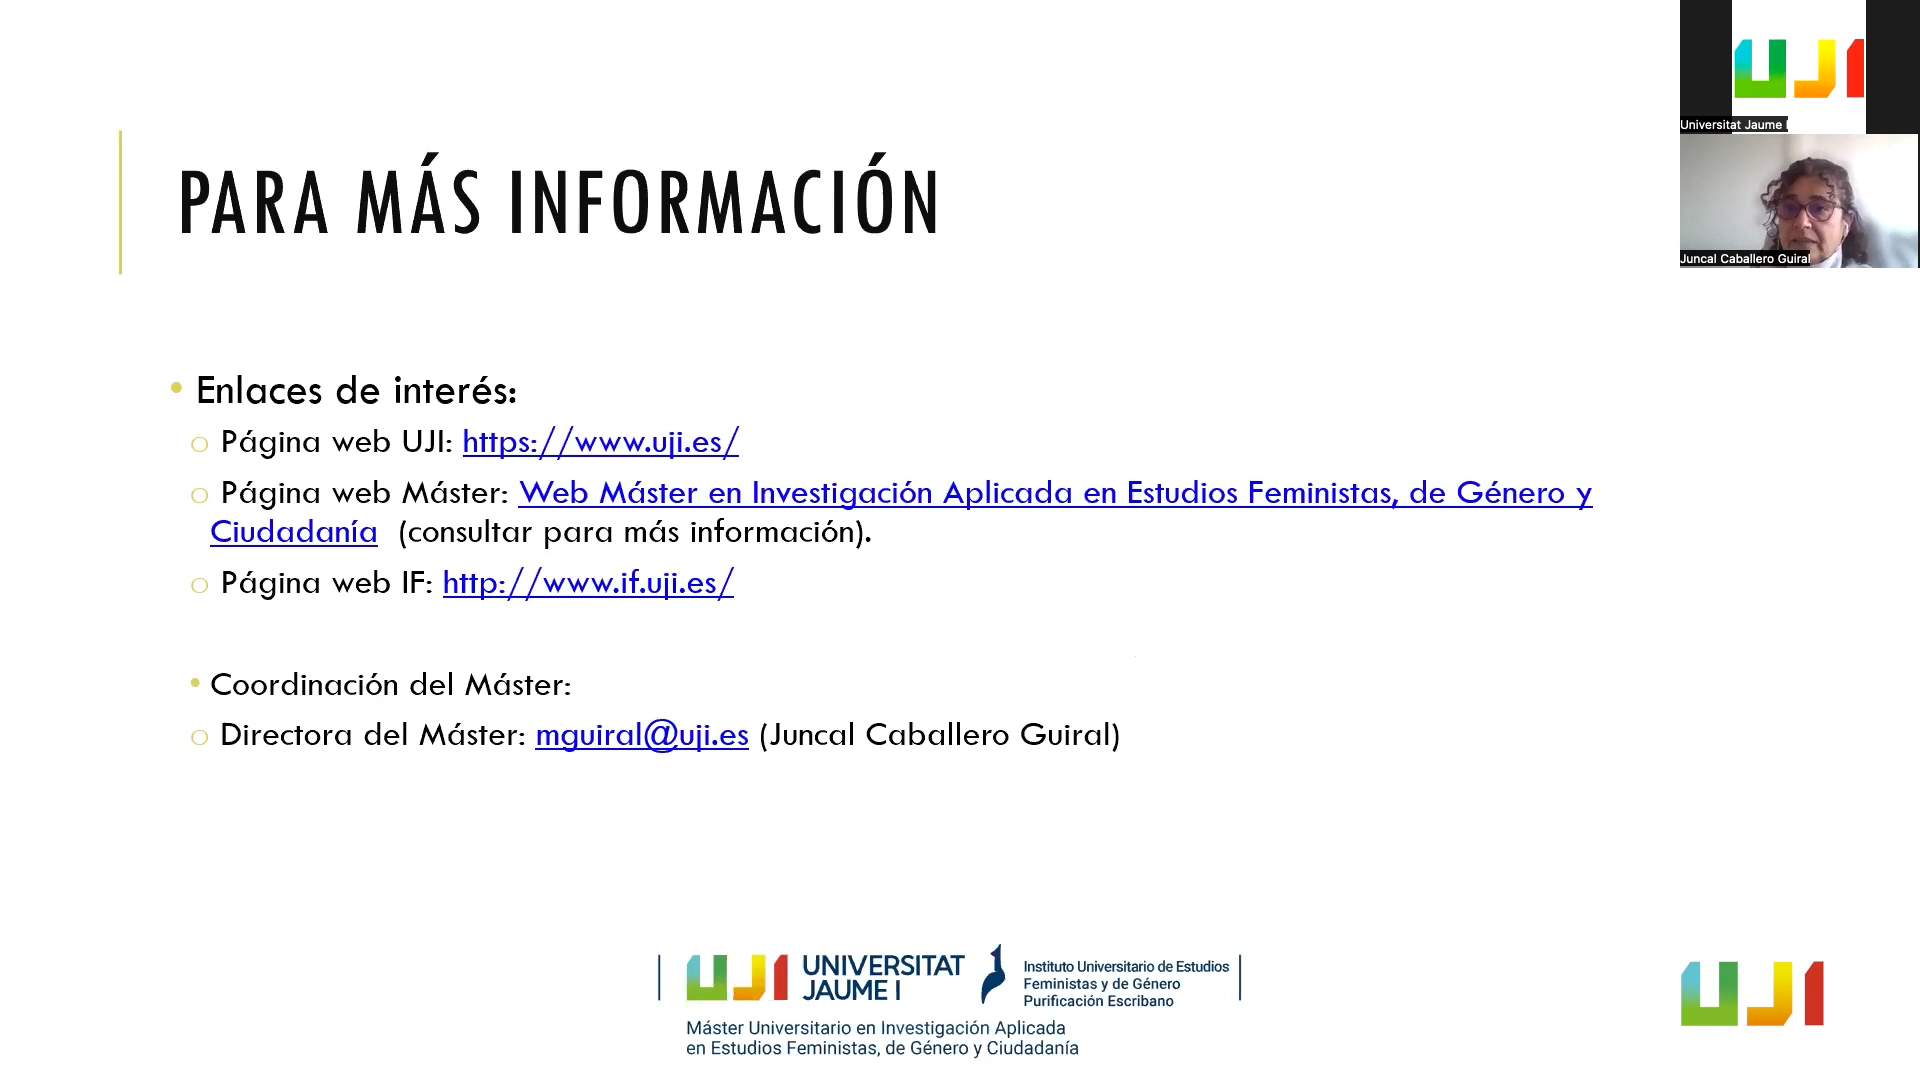 UJI
Universitat Jaume I
Juncal Caballero Guiral
PARA MÁS INFORMACIÓN
• Enlaces de interés:
o Página web UJI: https://www.uji.es/
o Página web Máster: Web Máster en Investigación Aplicada en Estudios Feministas, de Género y
Ciudadanía (consultar para más información).
o Página web IF: http://www.if.uji.es/
• Coordinación del Máster:
o Directora del Máster: mguiral@uji.es (Juncal Caballero Guiral)
UJI UNIVERSITAT
JAUME I
Instituto Universitario de Estudios
Feministas y de Género
Purificación Escribano
Máster Universitario en Investigación Aplicada
en Estudios Feministas, de Género y Ciudadanía
UJI